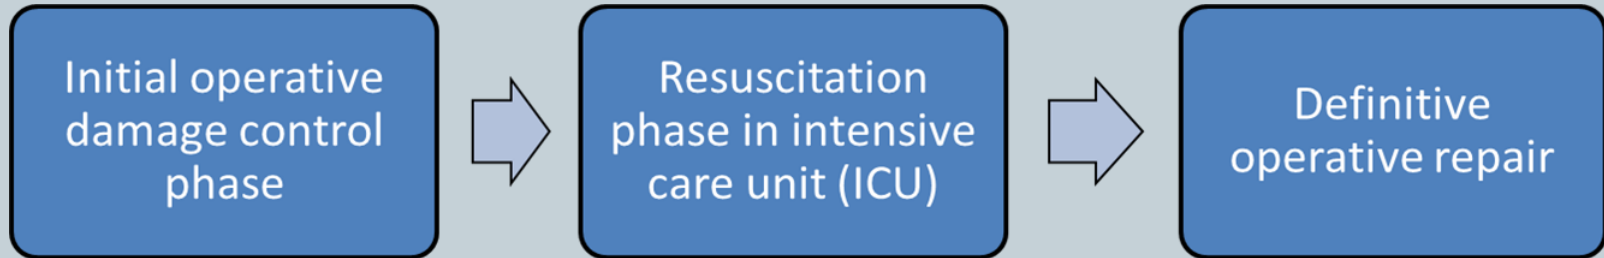 Initial operative
damage control
phase
Resuscitation
phase in intensive
care unit (ICU)
Definitive
operative repair